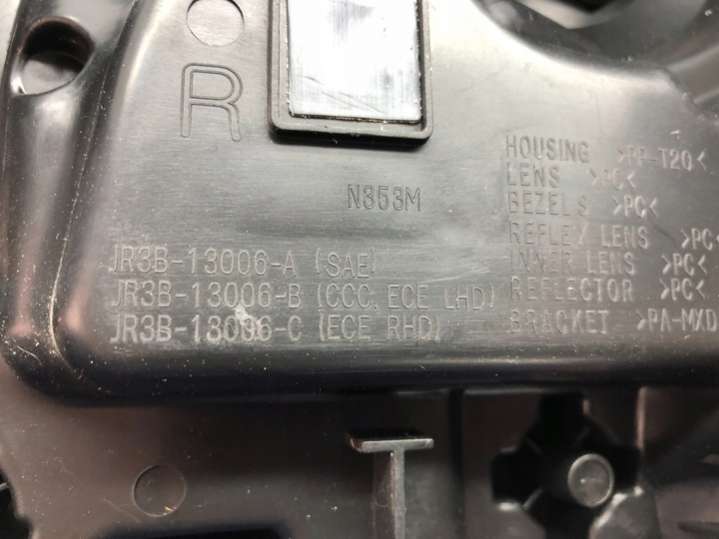 R
N353M
JR3B-13006-A (SAE)
JR3B-13006-B (CCC, ECE LHD)
JR3B-13006-C (ECE RHD)
HOUSING >PP-T20<
LENS >PC<
BEZELS >PC<
REFLEX LENS >PC<
INNER LENS >PC<
REFLECTOR >PC<
BRACKET >PA-MXD